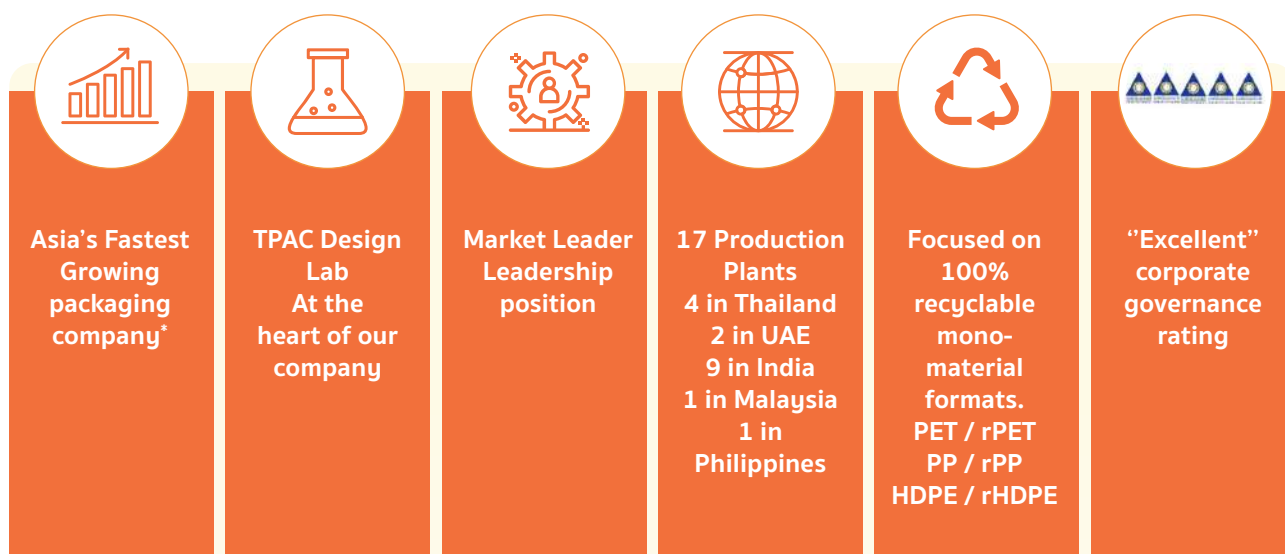 Asia’s Fastest
Growing
packaging
company*
TPAC Design
Lab
At the
heart of our
company
Market Leader
Leadership
position
17 Production
Plants
4 in Thailand
2 in UAE
9 in India
1 in Malaysia
1 in
Philippines
Focused on
100%
recyclable
mono-
material
formats.
PET / rPET
PP / rPP
HDPE / rHDPE
‘’Excellent’’
corporate
governance
rating